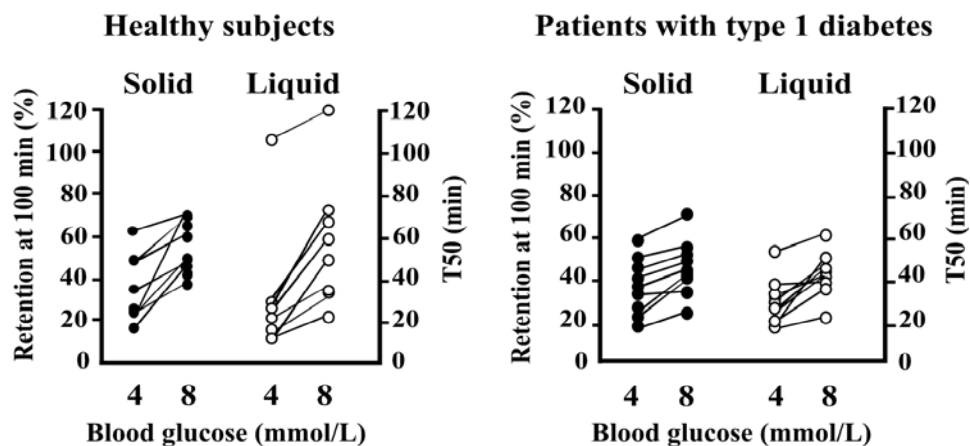 Healthy subjects
Patients with type 1 diabetes
Solid Liquid
Solid Liquid
Retention at 100 min (%)
120
100
80
60
40
20
0
120
100
80
60
40
20
0
T50 (min)
4 8 4 8
Blood glucose (mmol/L)
Retention at 100 min (%)
120
100
80
60
40
20
0
120
100
80
60
40
20
0
T50 (min)
4 8 4 8
Blood glucose (mmol/L)